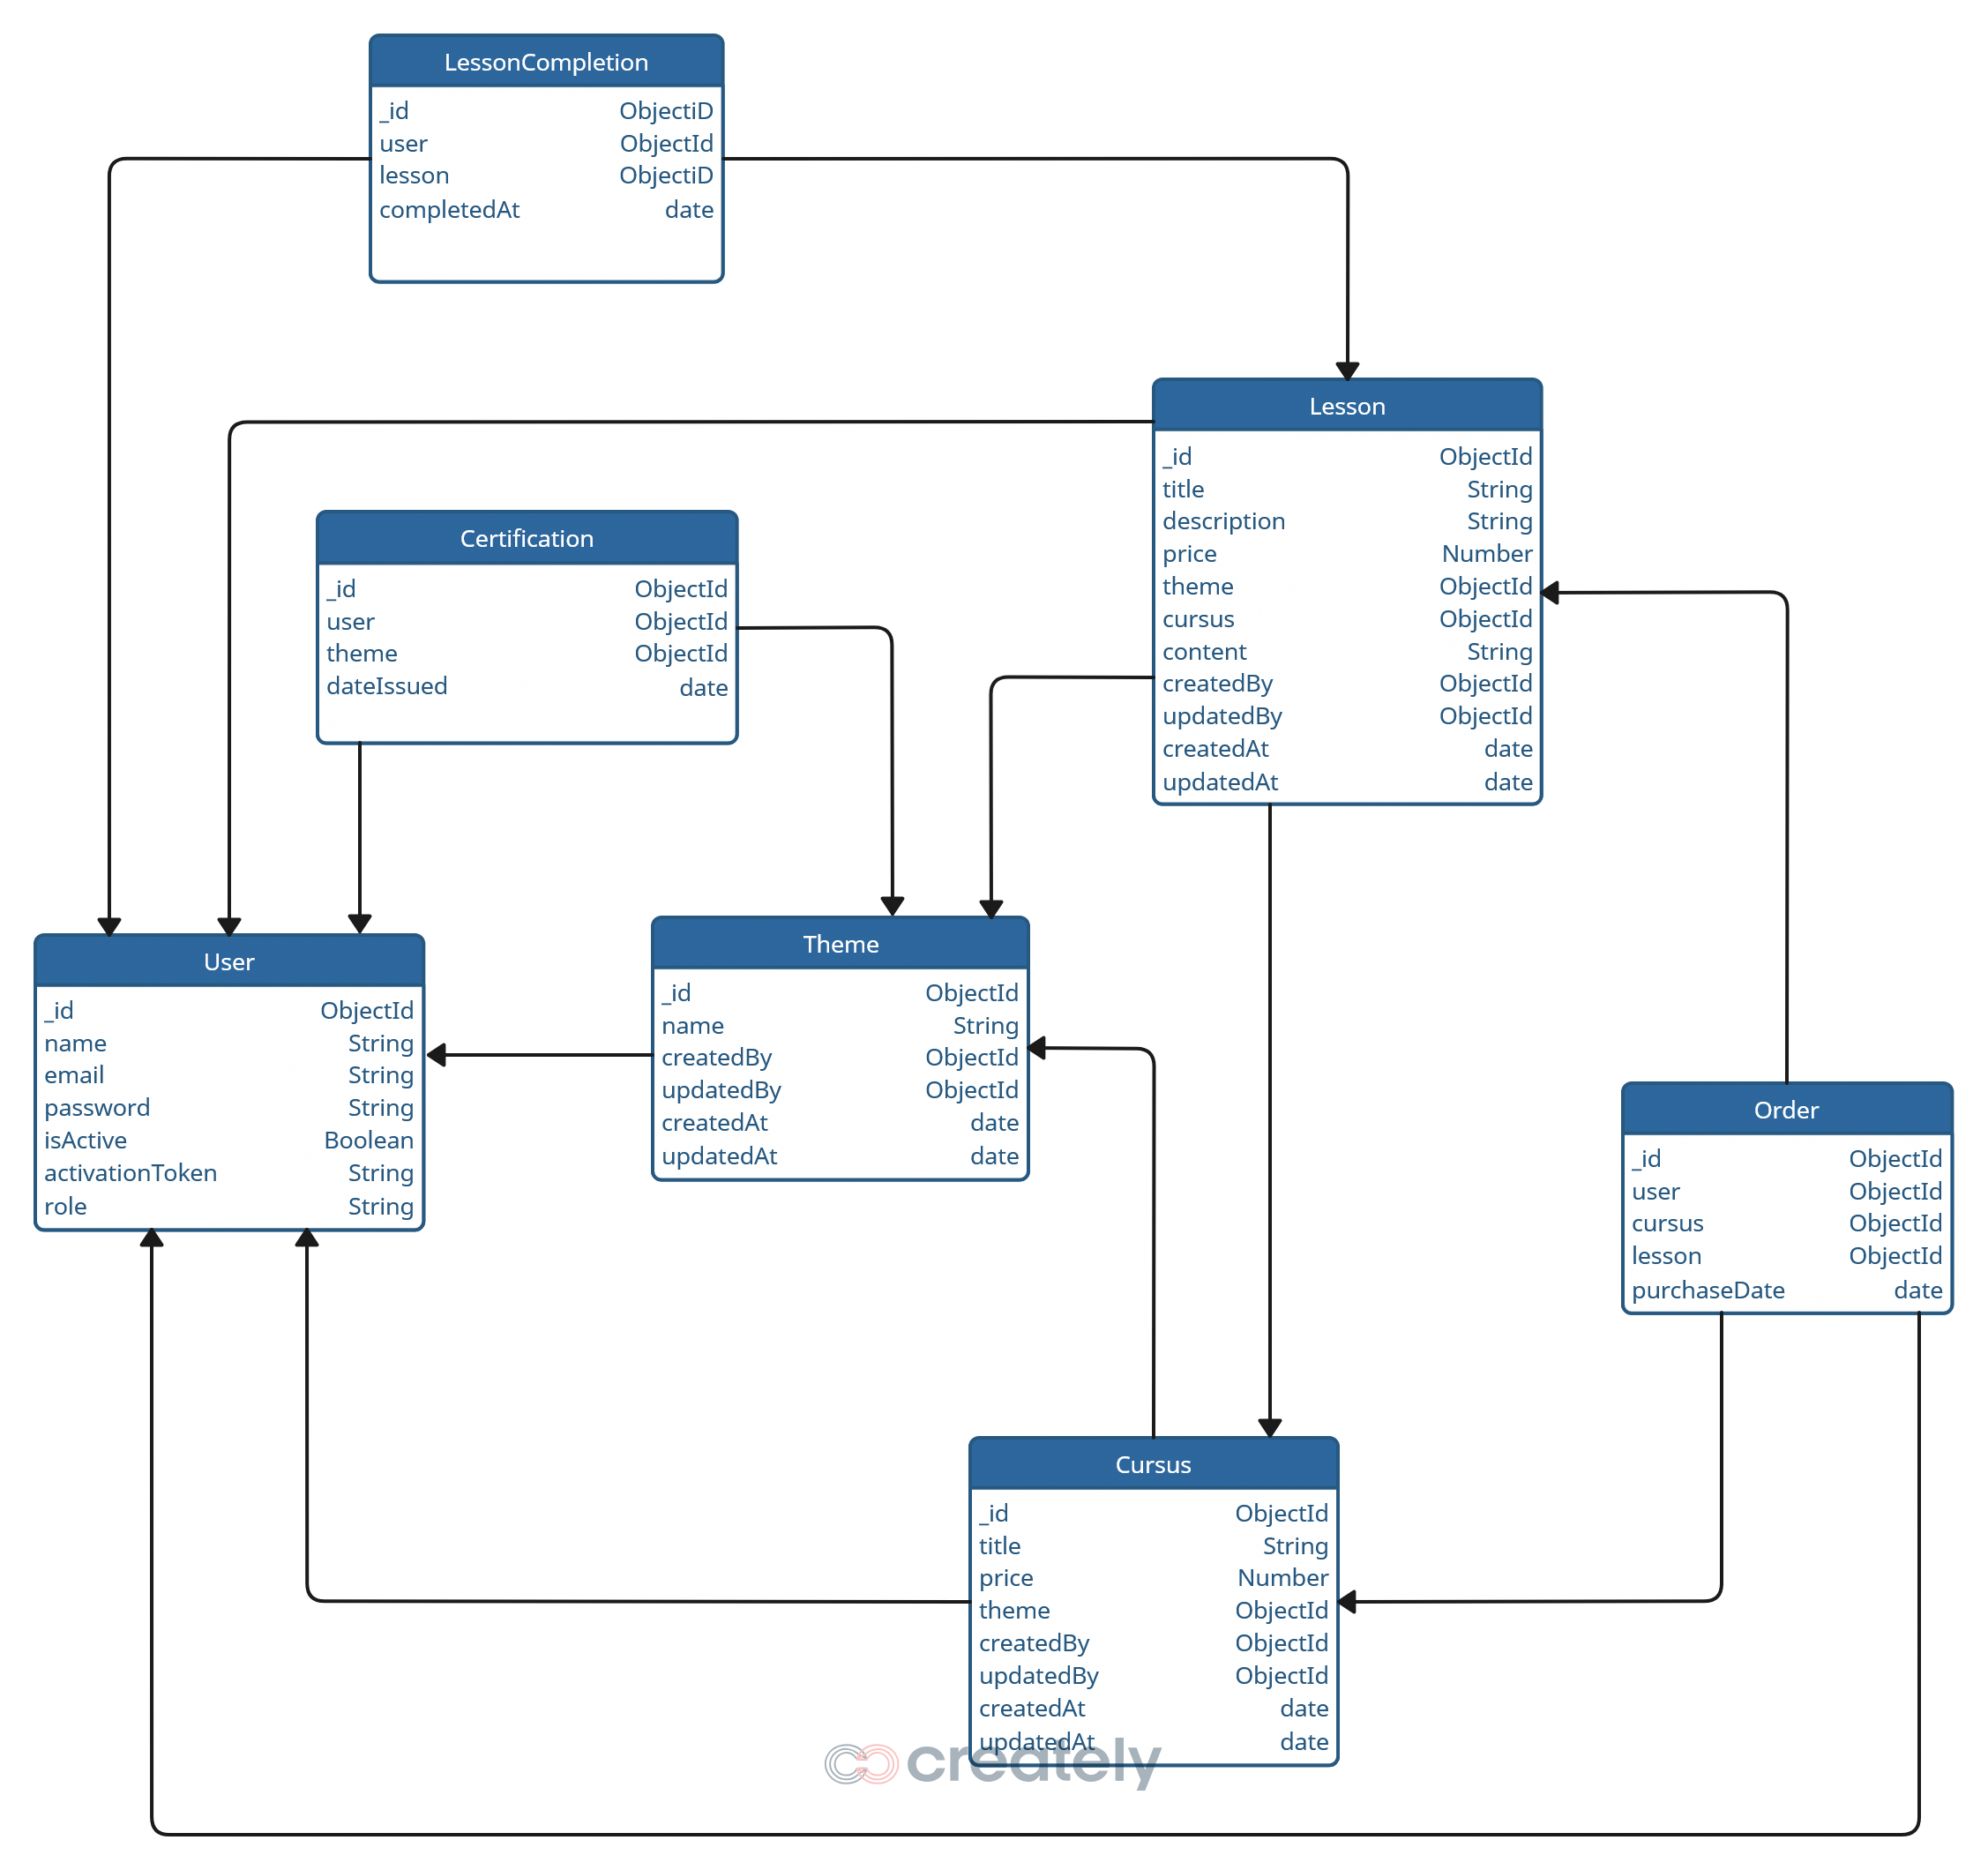 LessonCompletion
_id ObjectiD
user ObjectId
lesson ObjectiD
completedAt date
Lesson
_id ObjectId
title String
description String
price Number
theme ObjectId
cursus ObjectId
content String
createdBy ObjectId
updatedBy ObjectId
createdAt date
updatedAt date
Certification
_id ObjectId
user ObjectId
theme ObjectId
dateIssued date
User
_id ObjectId
name String
email String
password String
isActive Boolean
activationToken String
role String
Theme
_id ObjectId
name String
createdBy ObjectId
updatedBy ObjectId
createdAt date
updatedAt date
Order
_id ObjectId
user ObjectId
cursus ObjectId
lesson ObjectId
purchaseDate date
Cursus
_id ObjectId
title String
price Number
theme ObjectId
createdBy ObjectId
updatedBy ObjectId
createdAt date
updatedAt date
creately